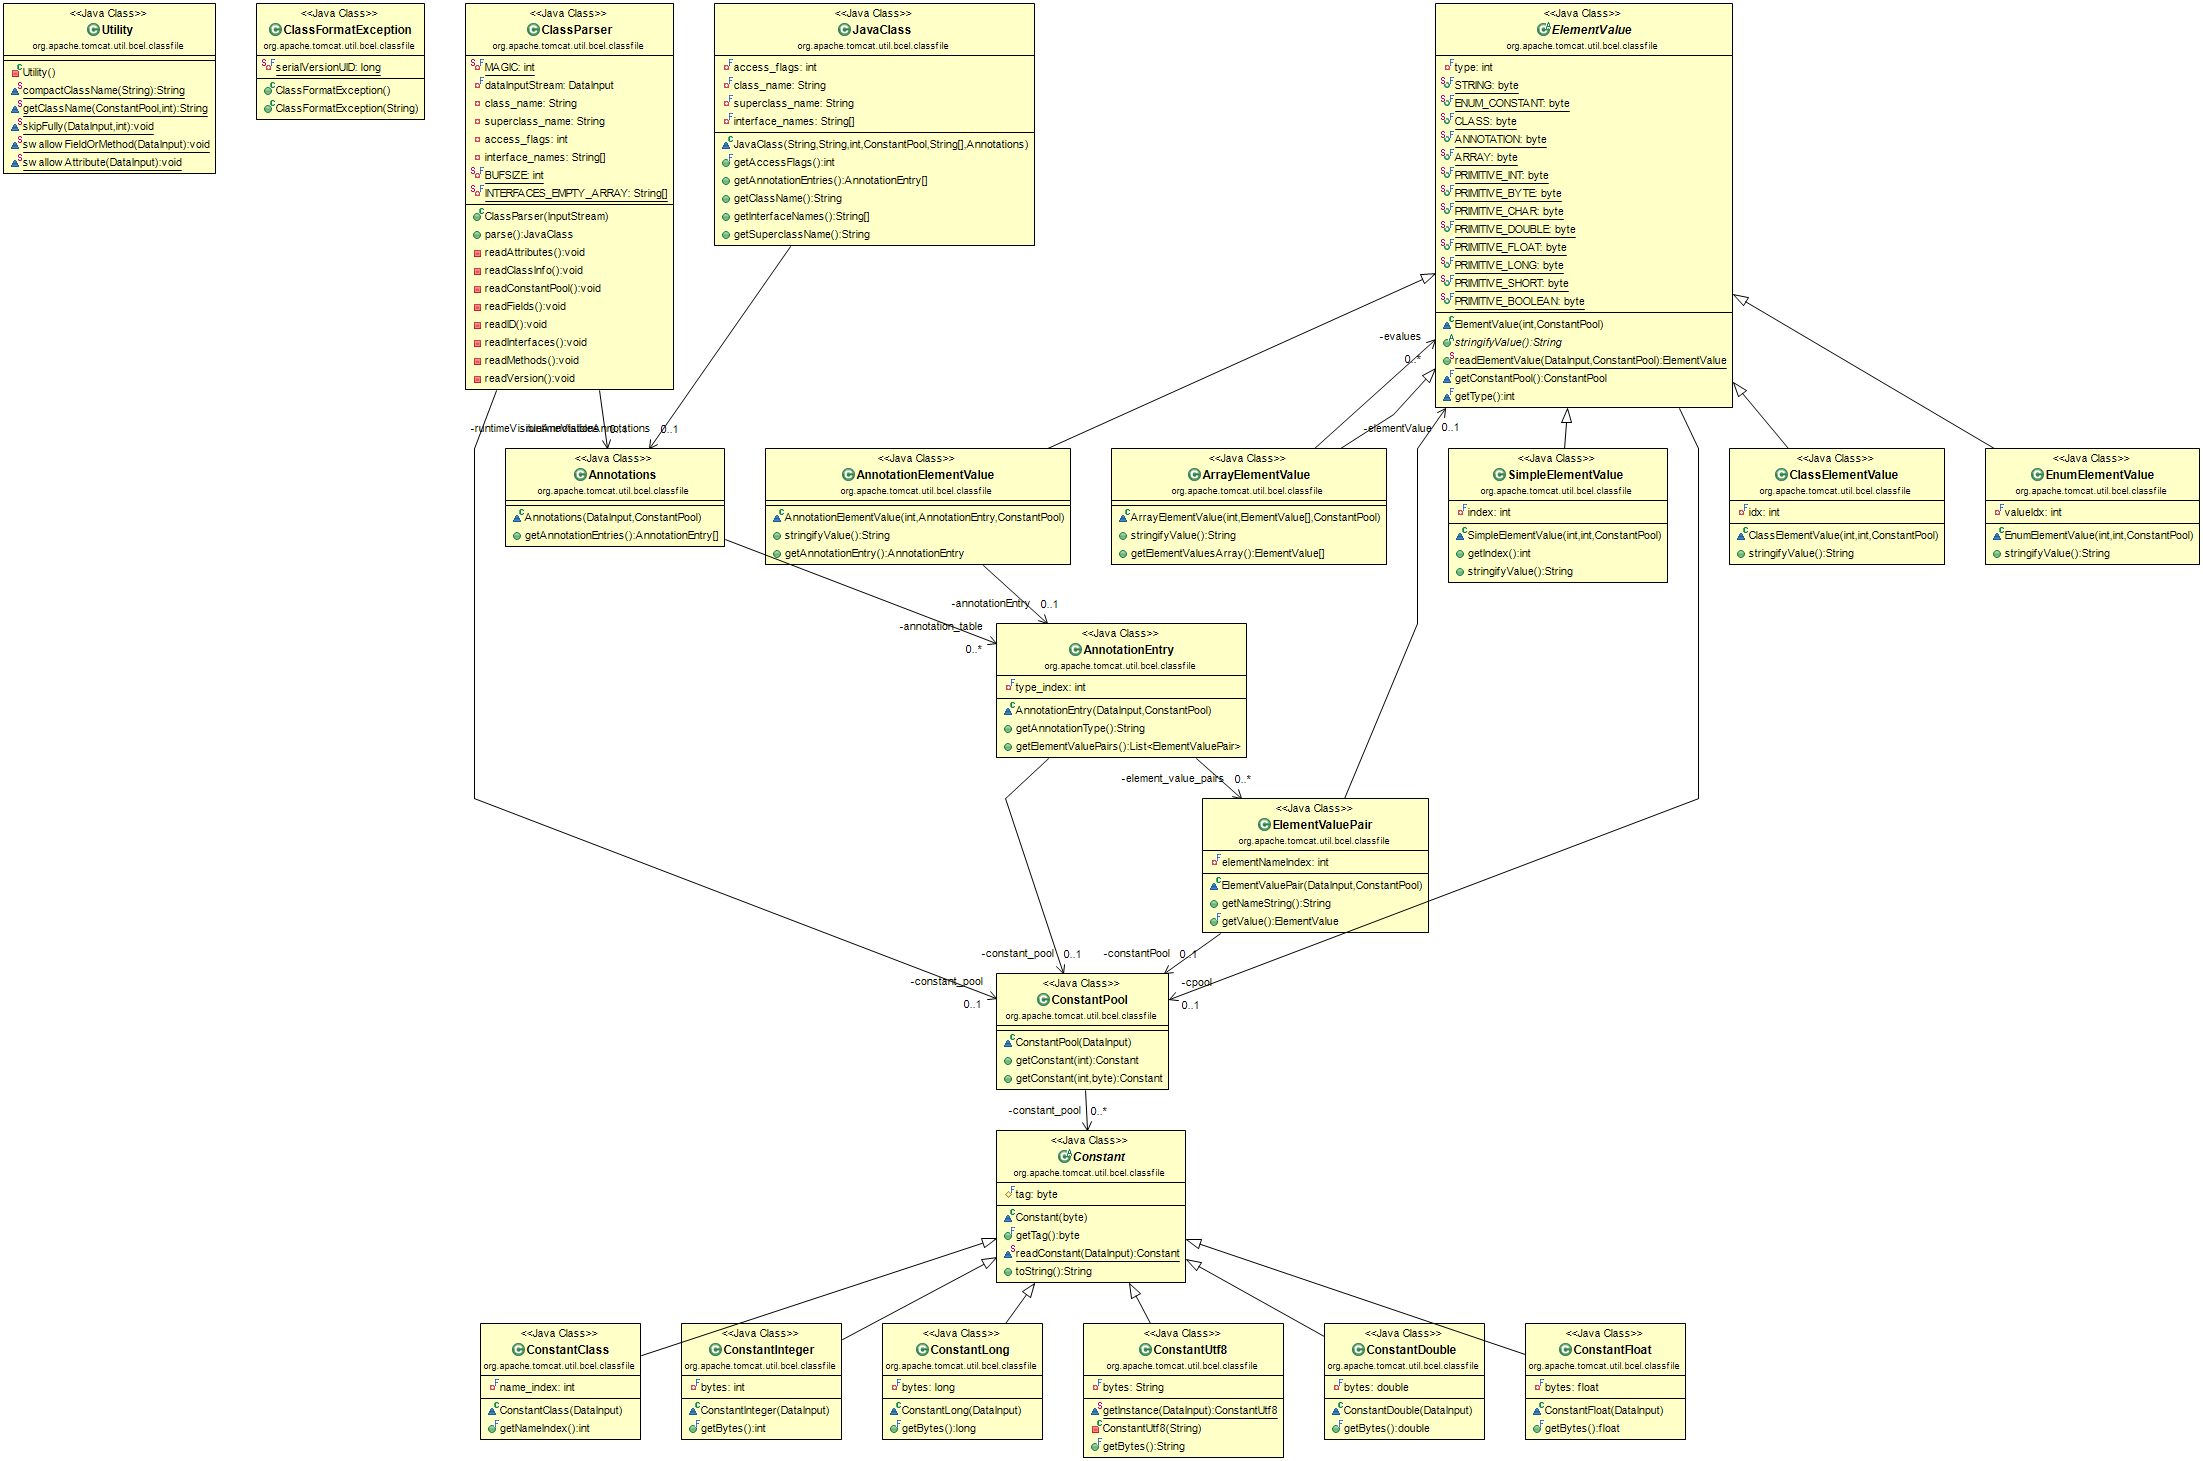 <<Java Class>>
Utility
org.apache.tomcat.util.bcel.classfile
Utility()
compactClassName(String):String
getClassName(ConstantPool,int):String
skipFully(DataInput,int):void
swallowFieldOrMethod(DataInput):void
swallowAttribute(DataInput):void
<<Java Class>>
ClassFormatException
org.apache.tomcat.util.bcel.classfile
serialVersionUID: long
ClassFormatException()
ClassFormatException(String)
<<Java Class>>
ClassParser
org.apache.tomcat.util.bcel.classfile
MAGIC: int
dataInputStream: DataInput
class_name: String
superclass_name: String
access_flags: int
interface_names: String[]
BUFSIZE: int
INTERFACES_EMPTY_ARRAY: String[]
ClassParser(InputStream)
parse():JavaClass
readAttributes():void
readClassInfo():void
readConstantPool():void
readFields():void
readID():void
readInterfaces():void
readMethods():void
readVersion():void
<<Java Class>>
JavaClass
org.apache.tomcat.util.bcel.classfile
access_flags: int
class_name: String
superclass_name: String
interface_names: String[]
JavaClass(String,String,int,ConstantPool,String[],Annotations)
getAccessFlags():int
getAnnotationEntries():AnnotationEntry[]
getClassName():String
getInterfaceNames():String[]
getSuperclassName():String
<<Java Class>>
ElementValue
org.apache.tomcat.util.bcel.classfile
type: int
STRING: byte
ENUM_CONSTANT: byte
CLASS: byte
ANNOTATION: byte
ARRAY: byte
PRIMITIVE_INT: byte
PRIMITIVE_BYTE: byte
PRIMITIVE_CHAR: byte
PRIMITIVE_DOUBLE: byte
PRIMITIVE_FLOAT: byte
PRIMITIVE_LONG: byte
PRIMITIVE_SHORT: byte
PRIMITIVE_BOOLEAN: byte
ElementValue(int,ConstantPool)
stringifyValue():String
readElementValue(DataInput,ConstantPool):ElementValue
getConstantPool():ConstantPool
getType():int
-evalues
0..*
0..1
0..1
-elementValue
0..1
<<Java Class>>
Annotations
org.apache.tomcat.util.bcel.classfile
Annotations(DataInput,ConstantPool)
getAnnotationEntries():AnnotationEntry[]
<<Java Class>>
AnnotationElementValue
org.apache.tomcat.util.bcel.classfile
AnnotationElementValue(int,AnnotationEntry,ConstantPool)
stringifyValue():String
getAnnotationEntry():AnnotationEntry
<<Java Class>>
ArrayElementValue
org.apache.tomcat.util.bcel.classfile
ArrayElementValue(int,ElementValue[],ConstantPool)
stringifyValue():String
getElementValuesArray():ElementValue[]
<<Java Class>>
SimpleElementValue
org.apache.tomcat.util.bcel.classfile
index: int
SimpleElementValue(int,int,ConstantPool)
getIndex():int
stringifyValue():String
<<Java Class>>
ClassElementValue
org.apache.tomcat.util.bcel.classfile
idx: int
ClassElementValue(int,int,ConstantPool)
stringifyValue():String
<<Java Class>>
EnumElementValue
org.apache.tomcat.util.bcel.classfile
valueIdx: int
EnumElementValue(int,int,ConstantPool)
stringifyValue():String
-annotationEntry
0..1
-annotation_table
0..*
<<Java Class>>
AnnotationEntry
org.apache.tomcat.util.bcel.classfile
type_index: int
AnnotationEntry(DataInput,ConstantPool)
getAnnotationType():String
getElementValuePairs():List<ElementValuePair>
-element_value_pairs
0..*
<<Java Class>>
ElementValuePair
org.apache.tomcat.util.bcel.classfile
elementNameIndex: int
ElementValuePair(DataInput,ConstantPool)
getNameString():String
getValue():ElementValue
-constant_pool
0..1
-constantPool
0..1
-constant_pool
0..1
-cpool
0..1
<<Java Class>>
ConstantPool
org.apache.tomcat.util.bcel.classfile
ConstantPool(DataInput)
getConstant(int):Constant
getConstant(int,byte):Constant
-constant_pool
0..*
<<Java Class>>
Constant
org.apache.tomcat.util.bcel.classfile
tag: byte
Constant(byte)
getTag():byte
readConstant(DataInput):Constant
toString():String
<<Java Class>>
ConstantClass
org.apache.tomcat.util.bcel.classfile
name_index: int
ConstantClass(DataInput)
getNameIndex():int
<<Java Class>>
ConstantInteger
org.apache.tomcat.util.bcel.classfile
bytes: int
ConstantInteger(DataInput)
getBytes():int
<<Java Class>>
ConstantLong
org.apache.tomcat.util.bcel.classfile
bytes: long
ConstantLong(DataInput)
getBytes():long
<<Java Class>>
ConstantUtf8
org.apache.tomcat.util.bcel.classfile
bytes: String
getInstance(DataInput):ConstantUtf8
ConstantUtf8(String)
getBytes():String
<<Java Class>>
ConstantDouble
org.apache.tomcat.util.bcel.classfile
bytes: double
ConstantDouble(DataInput)
getBytes():double
<<Java Class>>
ConstantFloat
org.apache.tomcat.util.bcel.classfile
bytes: float
ConstantFloat(DataInput)
getBytes():float